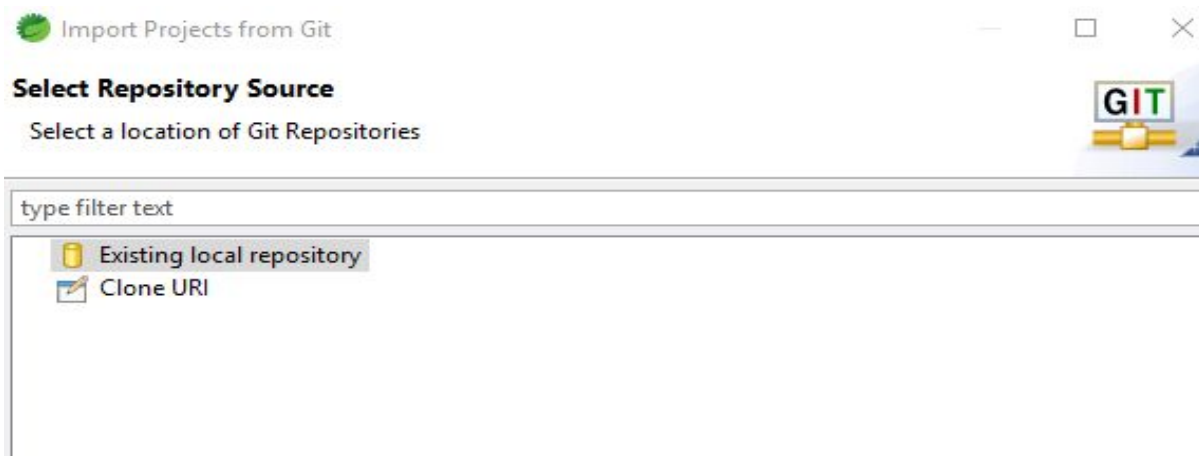 Import Projects from Git
Select Repository Source
Select a location of Git Repositories
GIT
type filter text
Existing local repository
Clone URI